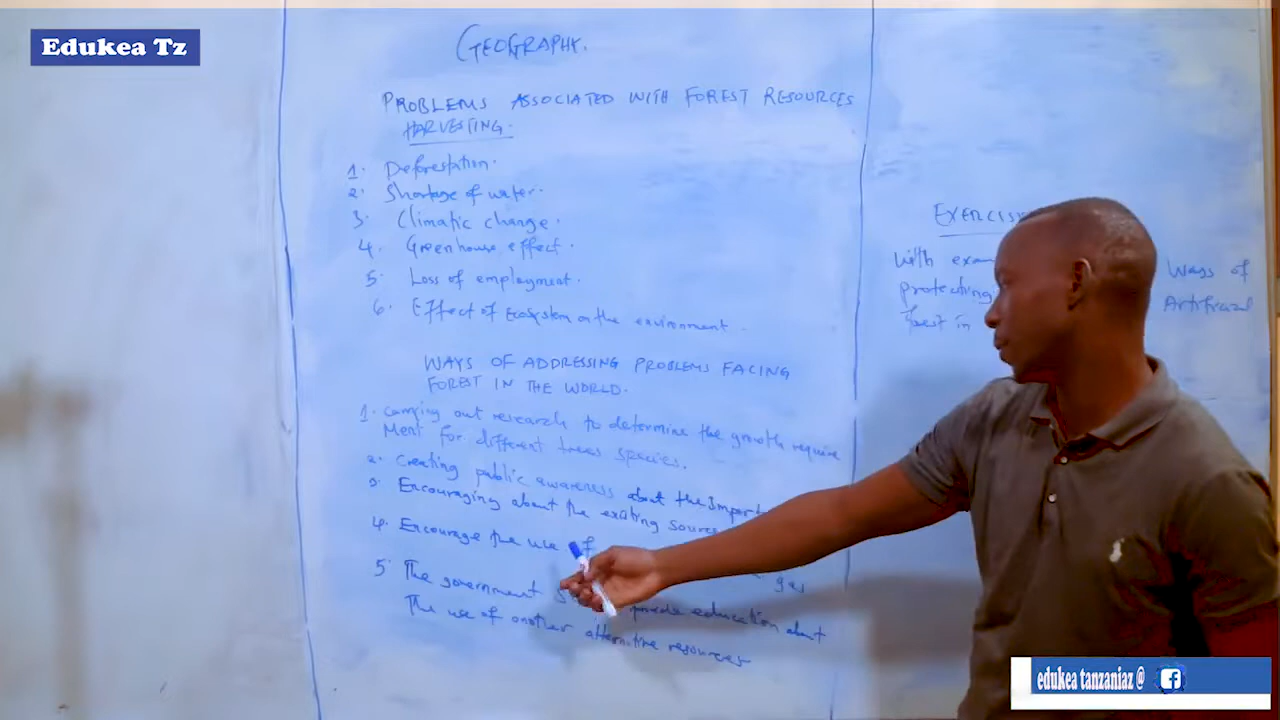 Edukea Tz
GEOGRAPHY.
PROBLEMS ASSOCIATED WITH FOREST RESOURCES
HARVESTING.
1. Deforestation.
2. Shortage of water.
3. Climatic change.
4. Greenhouse effect.
5. Loss of employment.
6. Effect of Ecosystem on the environment.
WAYS OF ADDRESSING PROBLEMS FACING
FOREST IN THE WORLD.
1. Carrying out research to determine the growth require
Ment for different trees species.
2. Creating public awareness about the
3. Encouraging about the existing
4. Encourage the use of gas
5. The government provide education about
The use of another alternative resources
With Ways of
protecting Artificial
forest in
edukea tanzaniaz @